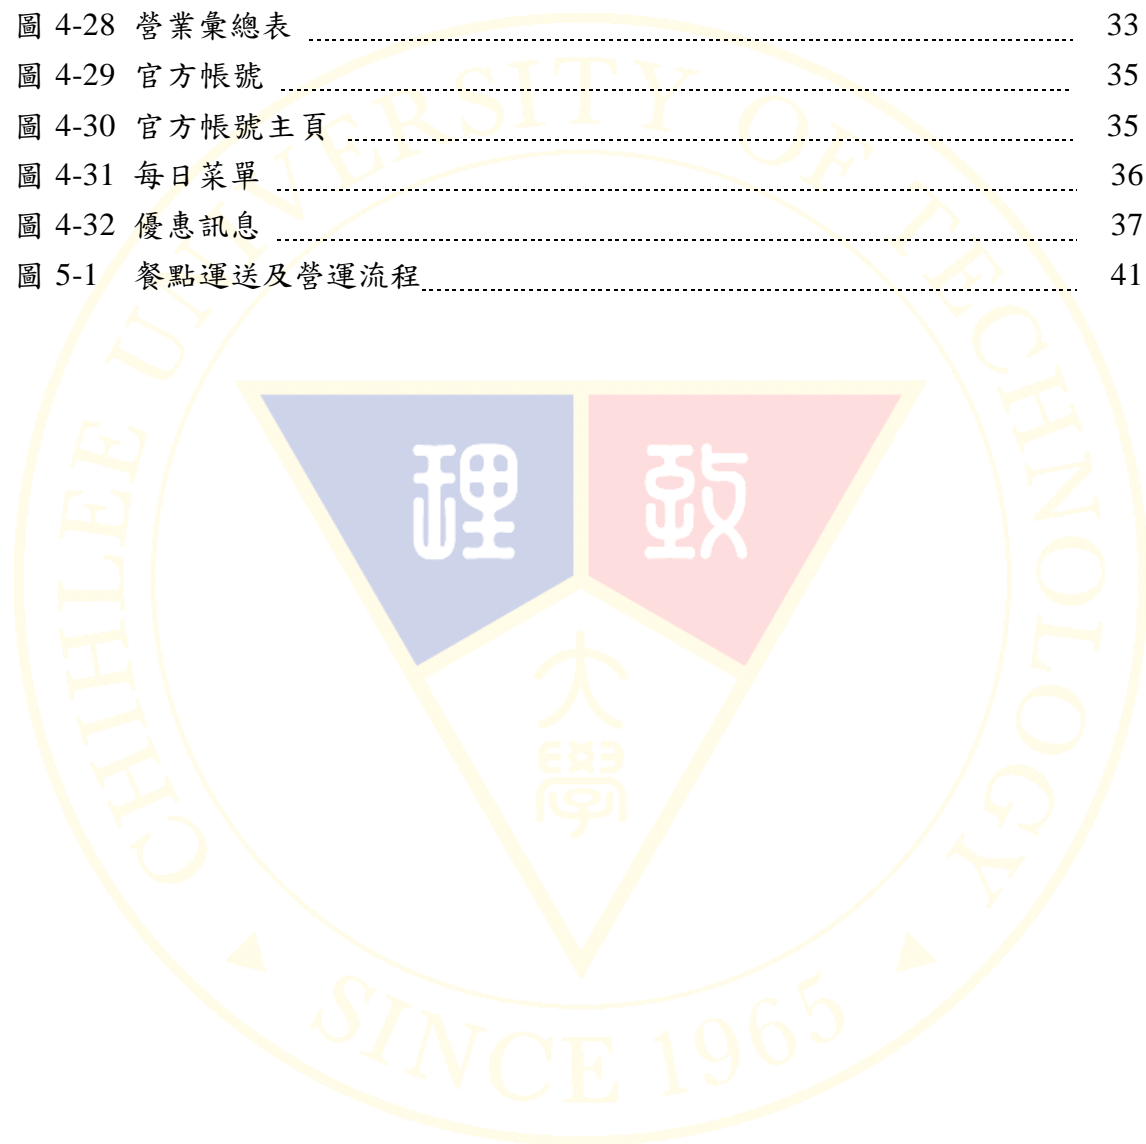 圖 4-28 營業彙總表 33
圖 4-29 官方帳號 35
圖 4-30 官方帳號主頁 35
圖 4-31 每日菜單 36
圖 4-32 優惠訊息 37
圖 5-1 餐點運送及營運流程 41
CHIHLEE UNIVERSITY OF TECHNOLOGY
理 致
大
學
SINCE 1965